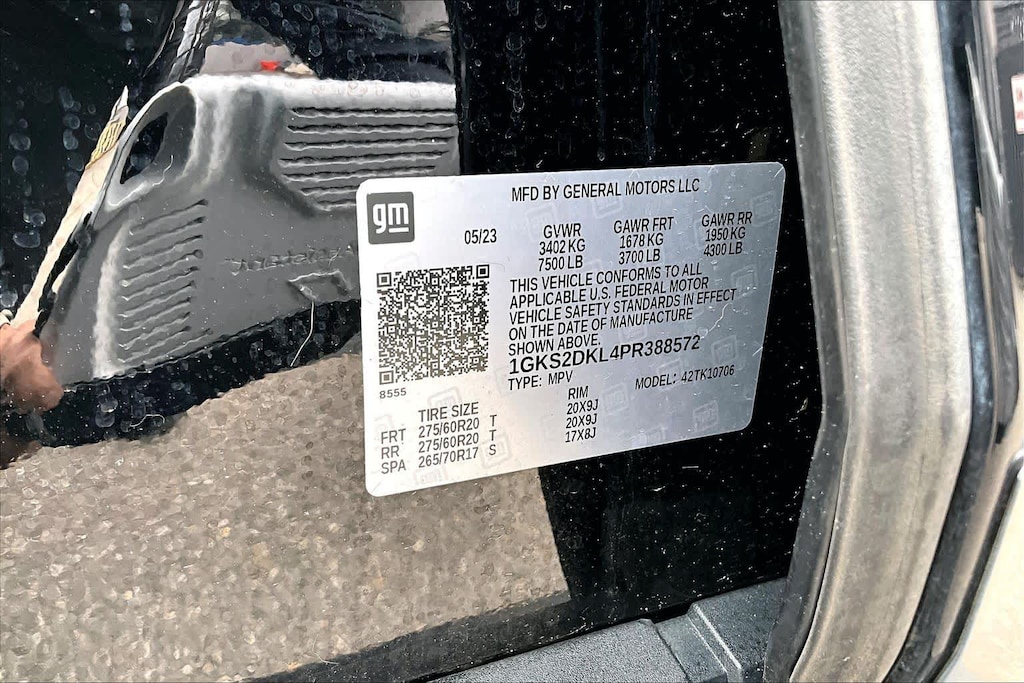 MFD BY GENERAL MOTORS LLC
gm
05/23
GVWR GAWR FRT GAWR RR
3402 KG 1678 KG 1950 KG
7500 LB 3700 LB 4300 LB
THIS VEHICLE CONFORMS TO ALL
APPLICABLE U.S. FEDERAL MOTOR
VEHICLE SAFETY STANDARDS IN EFFECT
ON THE DATE OF MANUFACTURE
SHOWN ABOVE.
1GKS2DKL4PR388572
8555
TYPE: MPV MODEL: 42TK10706
TIRE SIZE RIM
FRT 275/60R20 T 20X9J
RR 275/60R20 T 20X9J
SPA 265/70R17 S 17X8J